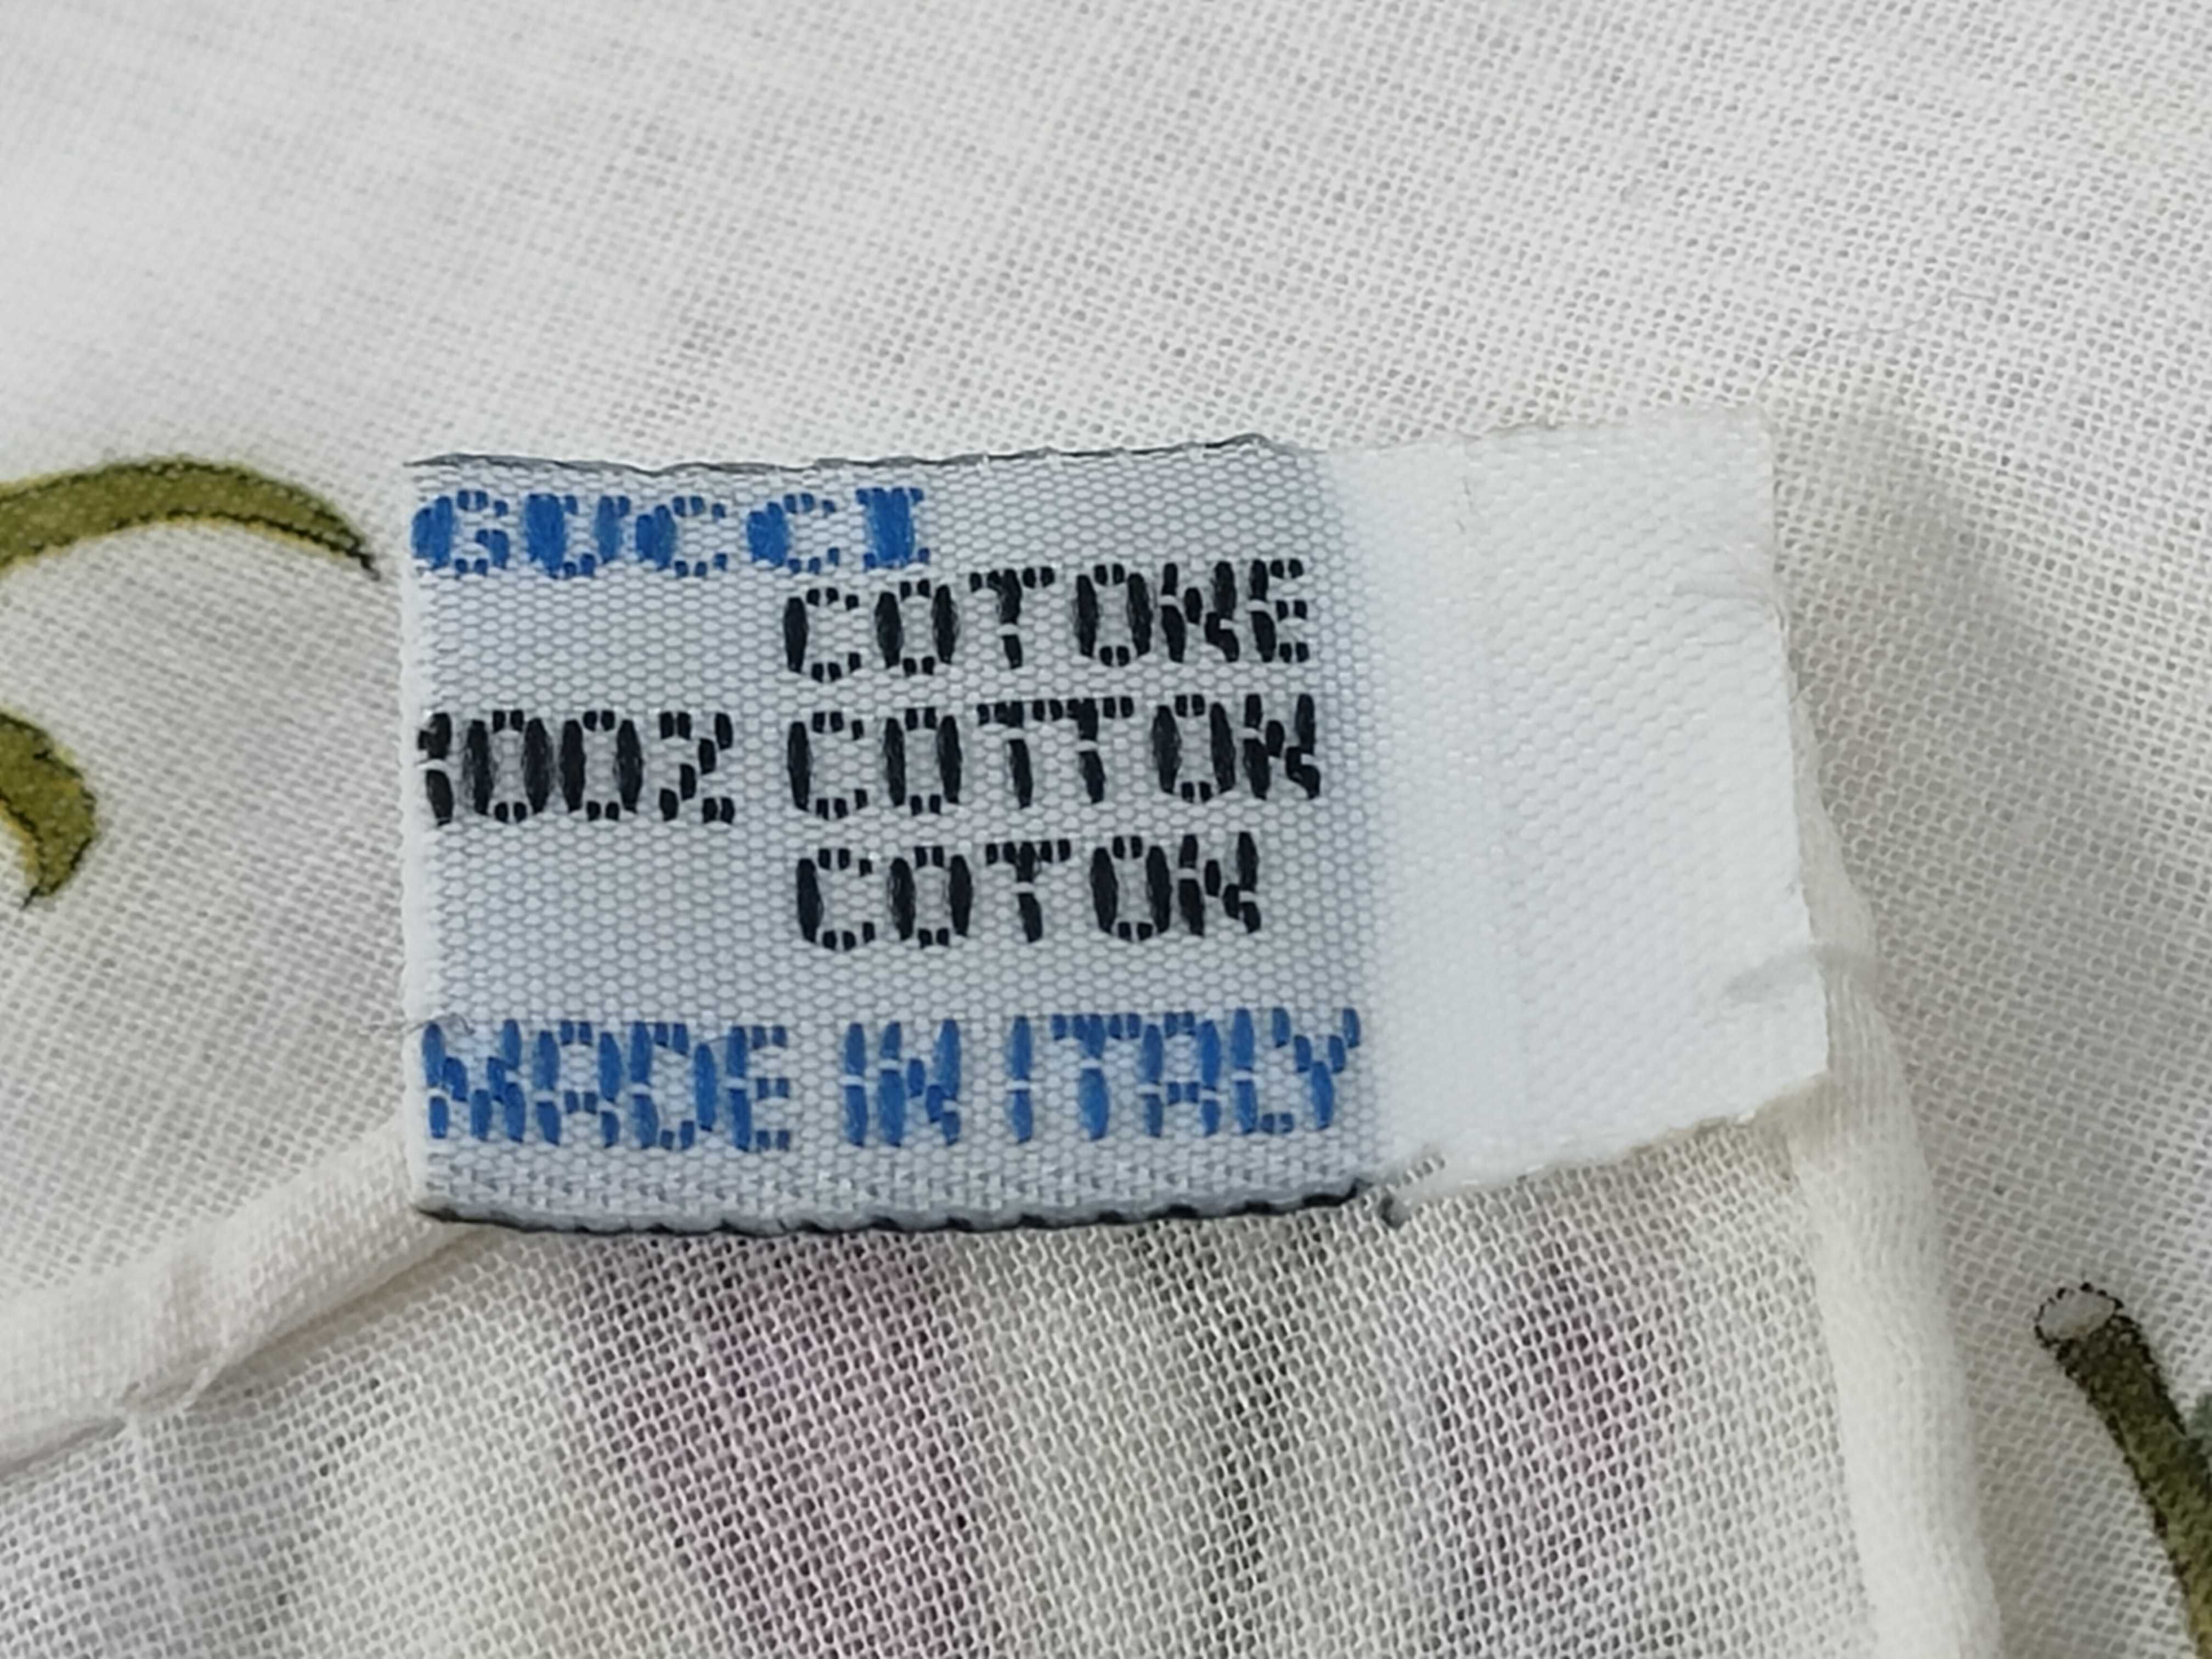 GUCCI
COTONE
100% COTTON
COTON
MADE IN ITALY